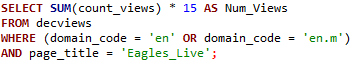 SELECT SUM(count_views) * 15 AS Num_Views
FROM decviews
WHERE (domain_code = 'en' OR domain_code = 'en.m')
AND page_title = 'Eagles_Live';